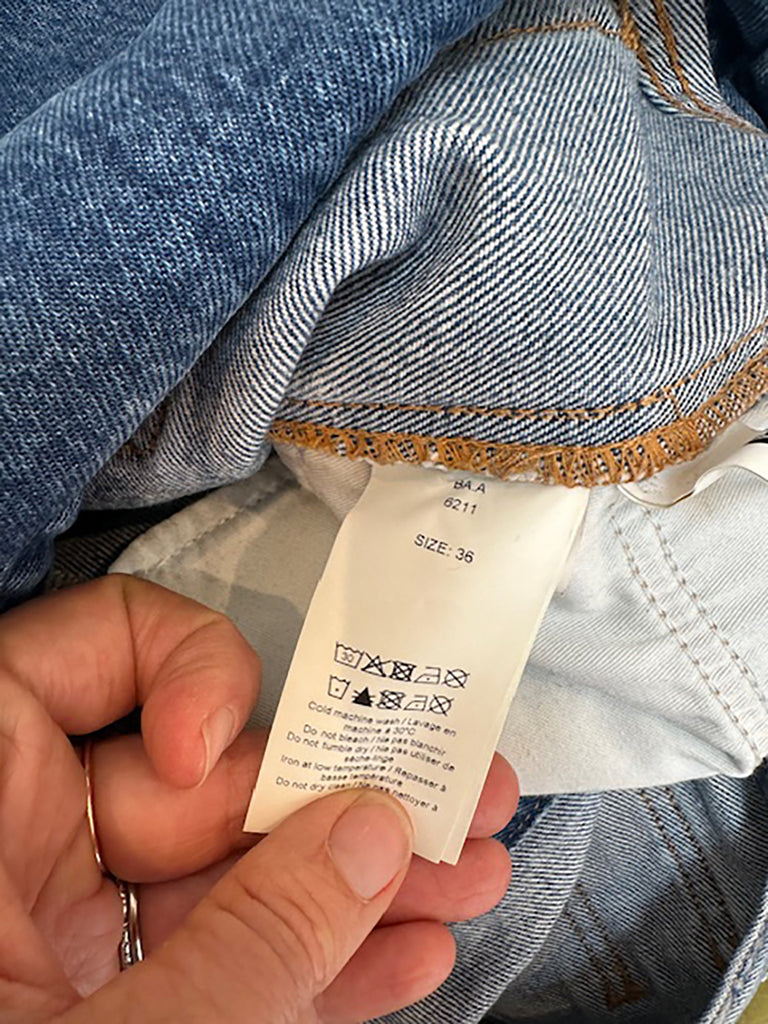 BA.A
6211
SIZE: 36
30
Cold machine wash / Lavage en
machine à 30°C
Do not bleach / Ne pas blanchir
Do not tumble dry / Ne pas utiliser de
sèche-linge
Iron at low temperature / Repasser à
basse température
Do not dry pas nettoyer à